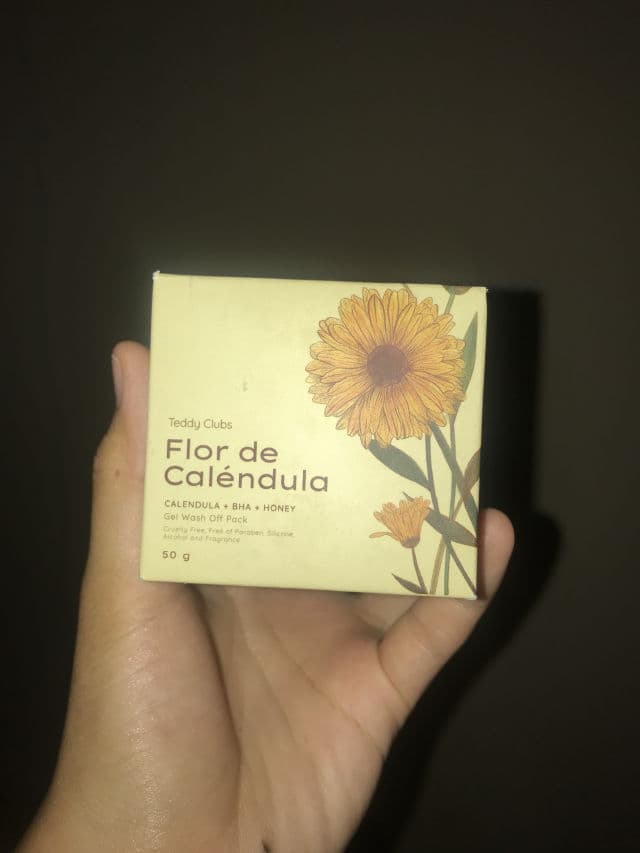 Teddy Clubs
Flor de
Caléndula
CALENDULA + BHA + HONEY
Gel Wash Off Pack
Cruelty Free, Free of Paraben, Silicone,
Alcohol and Fragrance
50 g